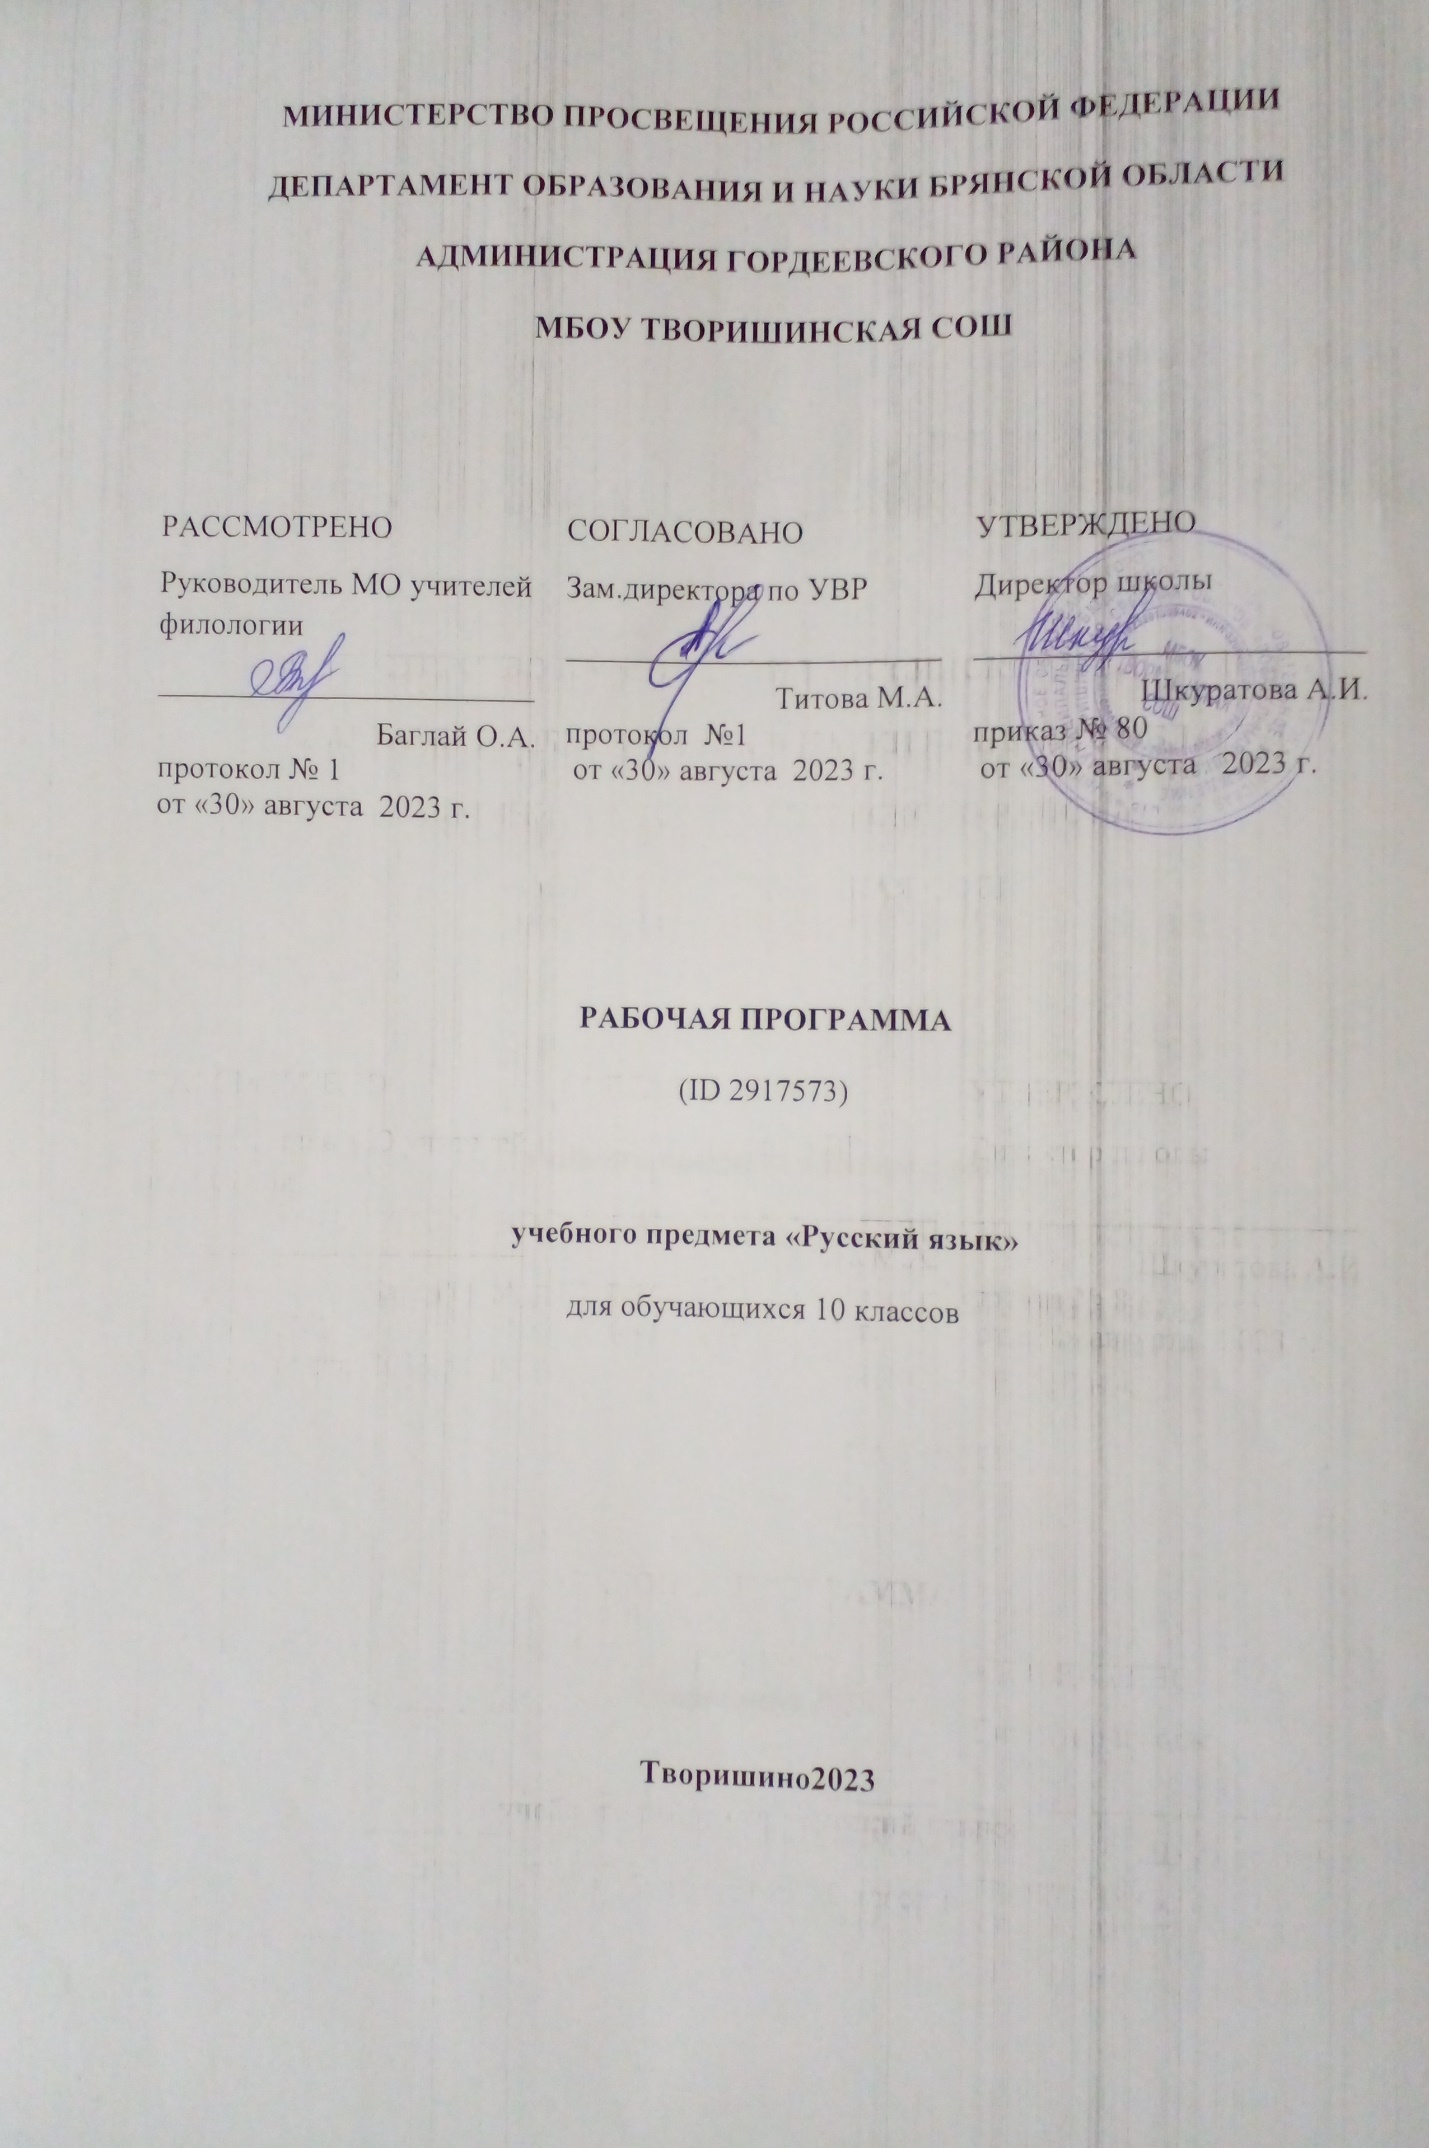 МИНИСТЕРСТВО ПРОСВЕЩЕНИЯ РОССИЙСКОЙ ФЕДЕРАЦИИ
ДЕПАРТАМЕНТ ОБРАЗОВАНИЯ И НАУКИ БРЯНСКОЙ ОБЛАСТИ
АДМИНИСТРАЦИЯ ГОРДЕЕВСКОГО РАЙОНА
МБОУ ТВОРИШИНСКАЯ СОШ
РАССМОТРЕНО
Руководитель МО учителей
филологии
Баглай О.А.
протокол № 1
от «30» августа 2023 г.
СОГЛАСОВАНО
Зам.директора по УВР
Титова М.А.
протокол №1
от «30» августа 2023 г.
УТВЕРЖДЕНО
Директор школы
Шкуратова А.И.
приказ № 80
от «30» августа 2023 г.
РАБОЧАЯ ПРОГРАММА
(ID 2917573)
учебного предмета «Русский язык»
для обучающихся 10 классов
Творишино2023